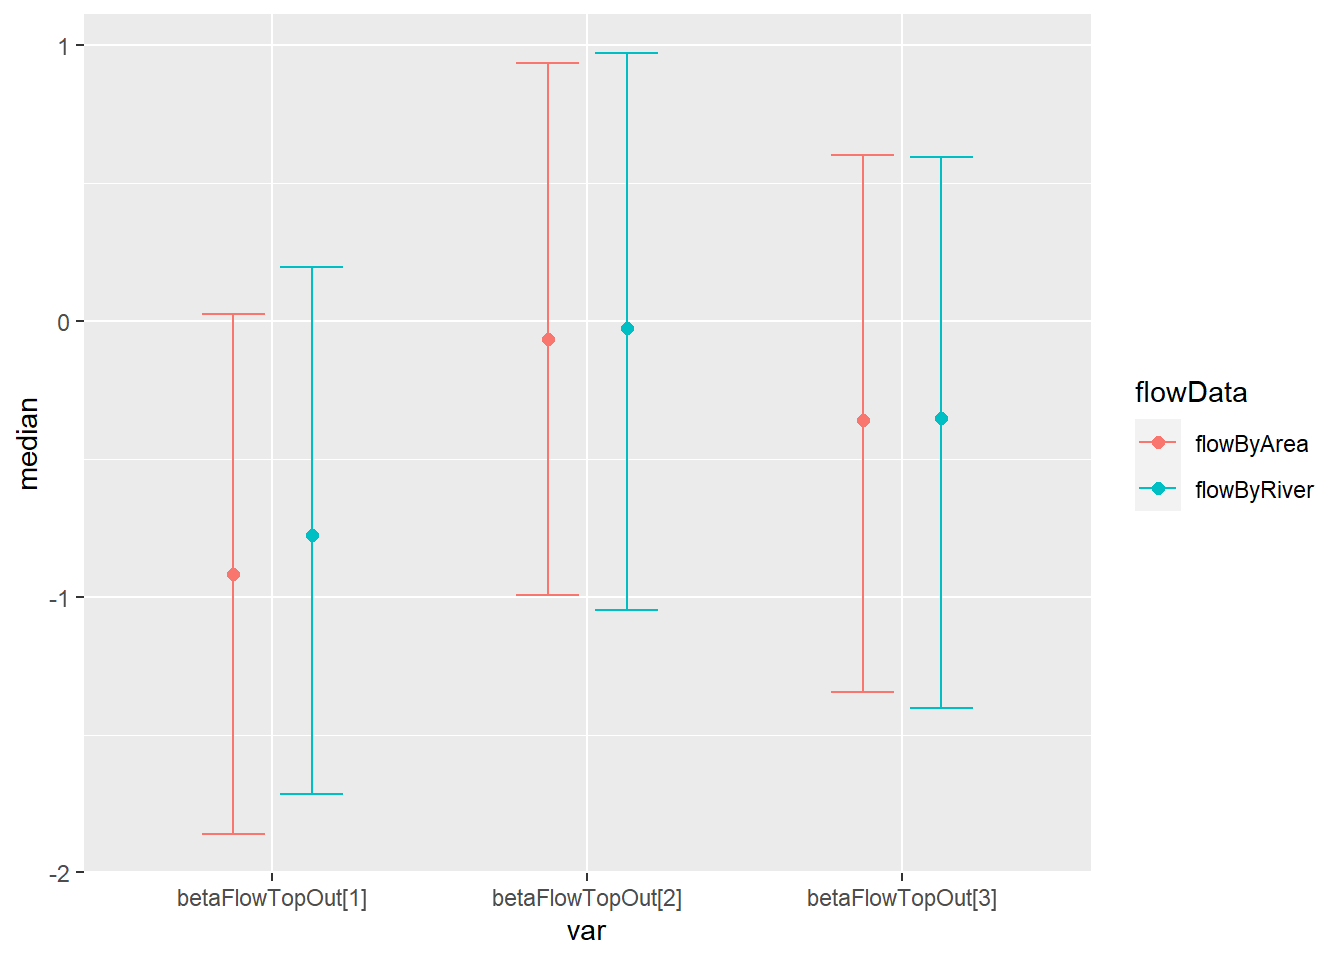 1
0
-1
-2
median
betaFlowTopOut[1]
betaFlowTopOut[2]
betaFlowTopOut[3]
var
flowData
flowByArea
flowByRiver